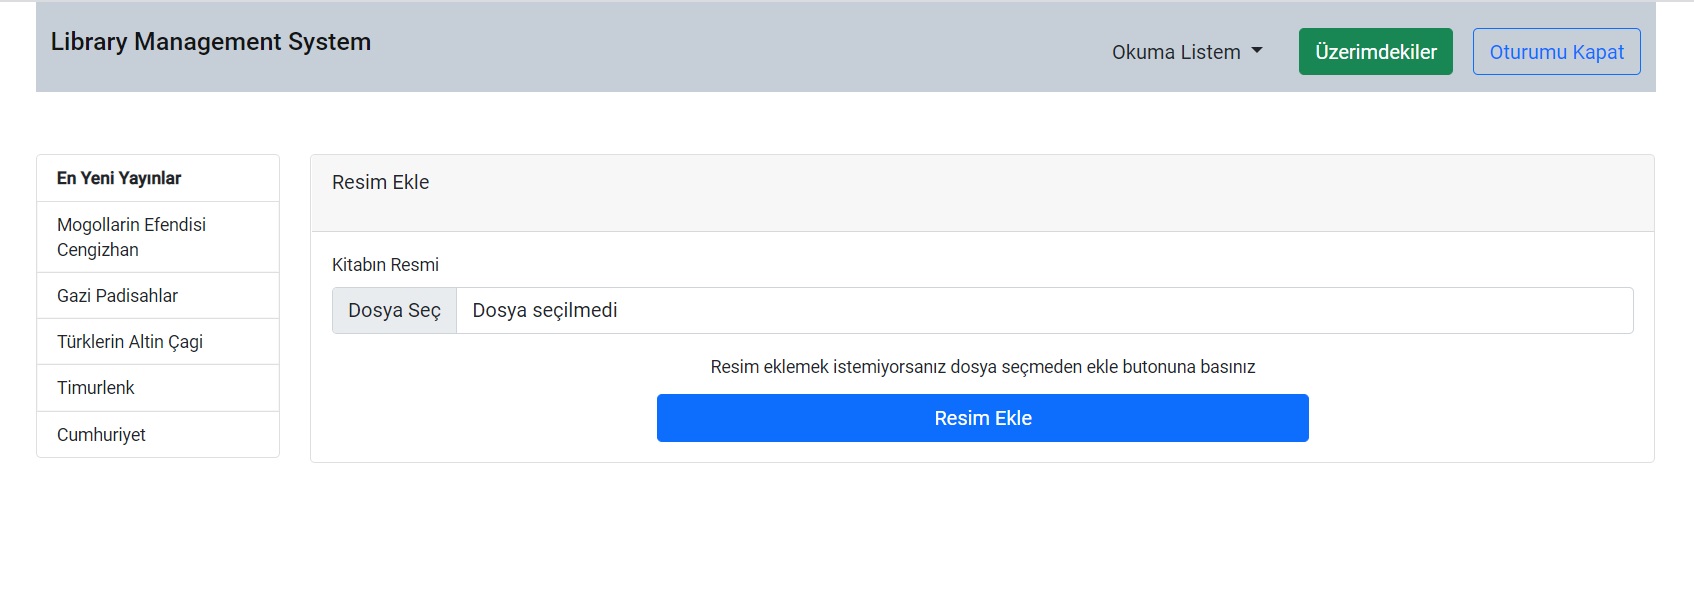 Library Management System
Okuma Listem
Üzerimdekiler
Oturumu Kapat
En Yeni Yayınlar
Mogollarin Efendisi
Cengizhan
Gazi Padisahlar
Türklerin Altin Çagi
Timurlenk
Cumhuriyet
Resim Ekle
Kitabın Resmi
Dosya Seç
Dosya seçilmedi
Resim eklemek istemiyorsanız dosya seçmeden ekle butonuna basınız
Resim Ekle